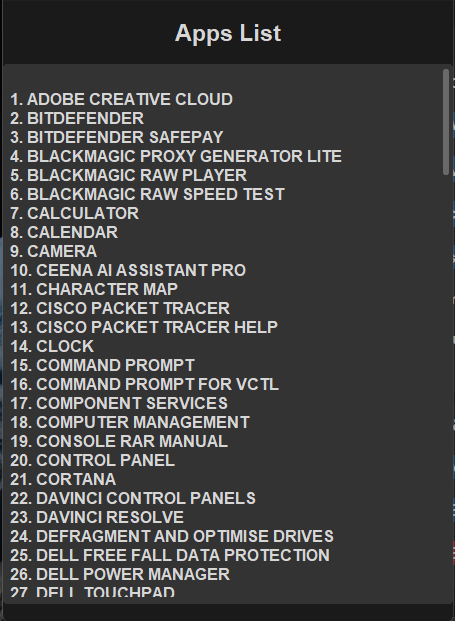 Apps List
1. ADOBE CREATIVE CLOUD
2. BITDEFENDER
3. BITDEFENDER SAFEPAY
4. BLACKMAGIC PROXY GENERATOR LITE
5. BLACKMAGIC RAW PLAYER
6. BLACKMAGIC RAW SPEED TEST
7. CALCULATOR
8. CALENDAR
9. CAMERA
10. CEENA AI ASSISTANT PRO
11. CHARACTER MAP
12. CISCO PACKET TRACER
13. CISCO PACKET TRACER HELP
14. CLOCK
15. COMMAND PROMPT
16. COMMAND PROMPT FOR VCTL
17. COMPONENT SERVICES
18. COMPUTER MANAGEMENT
19. CONSOLE RAR MANUAL
20. CONTROL PANEL
21. CORTANA
22. DAVINCI CONTROL PANELS
23. DAVINCI RESOLVE
24. DEFRAGMENT AND OPTIMISE DRIVES
25. DELL FREE FALL DATA PROTECTION
26. DELL POWER MANAGER
27. DELL TOUCHPAD